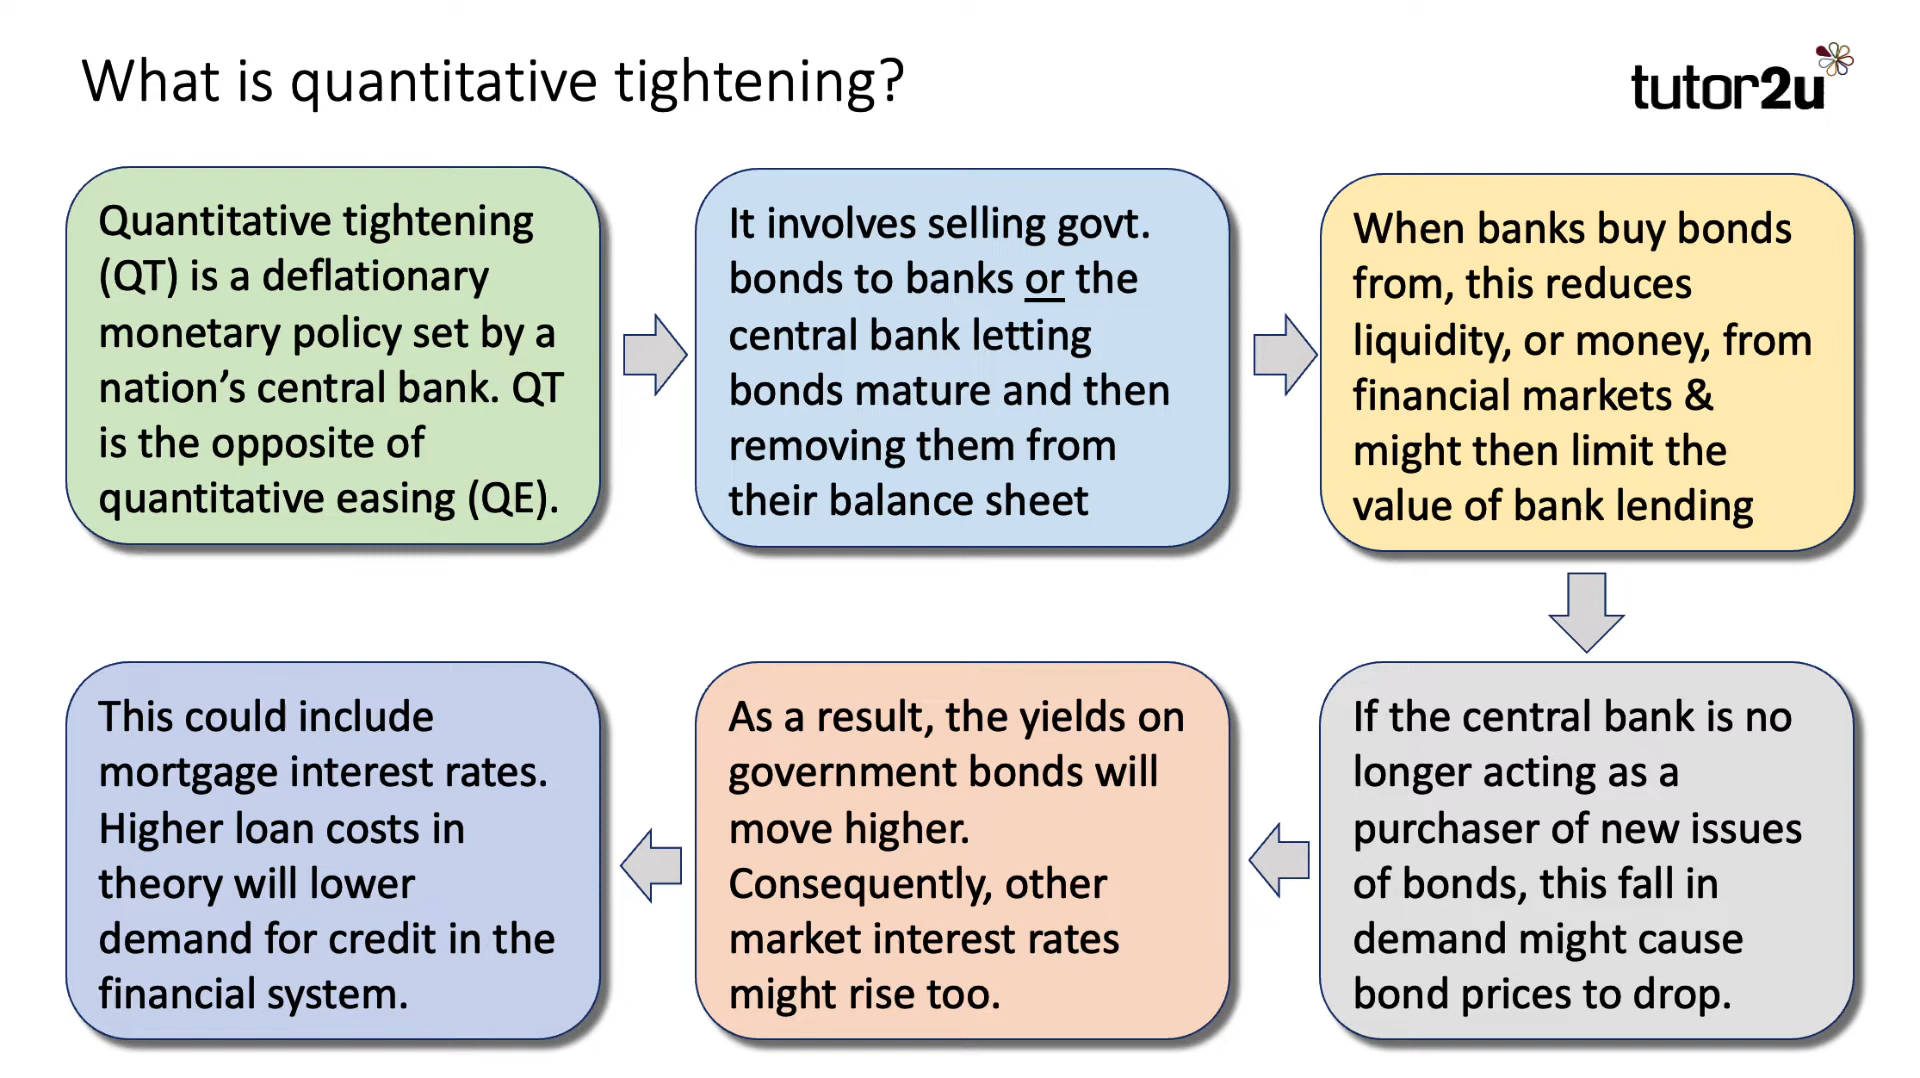 What is quantitative tightening?
tutor2u
Quantitative tightening
(QT) is a deflationary
monetary policy set by a
nation’s central bank. QT
is the opposite of
quantitative easing (QE).
It involves selling govt.
bonds to banks or the
central bank letting
bonds mature and then
removing them from
their balance sheet
When banks buy bonds
from, this reduces
liquidity, or money, from
financial markets &
might then limit the
value of bank lending
If the central bank is no
longer acting as a
purchaser of new issues
of bonds, this fall in
demand might cause
bond prices to drop.
As a result, the yields on
government bonds will
move higher.
Consequently, other
market interest rates
might rise too.
This could include
mortgage interest rates.
Higher loan costs in
theory will lower
demand for credit in the
financial system.